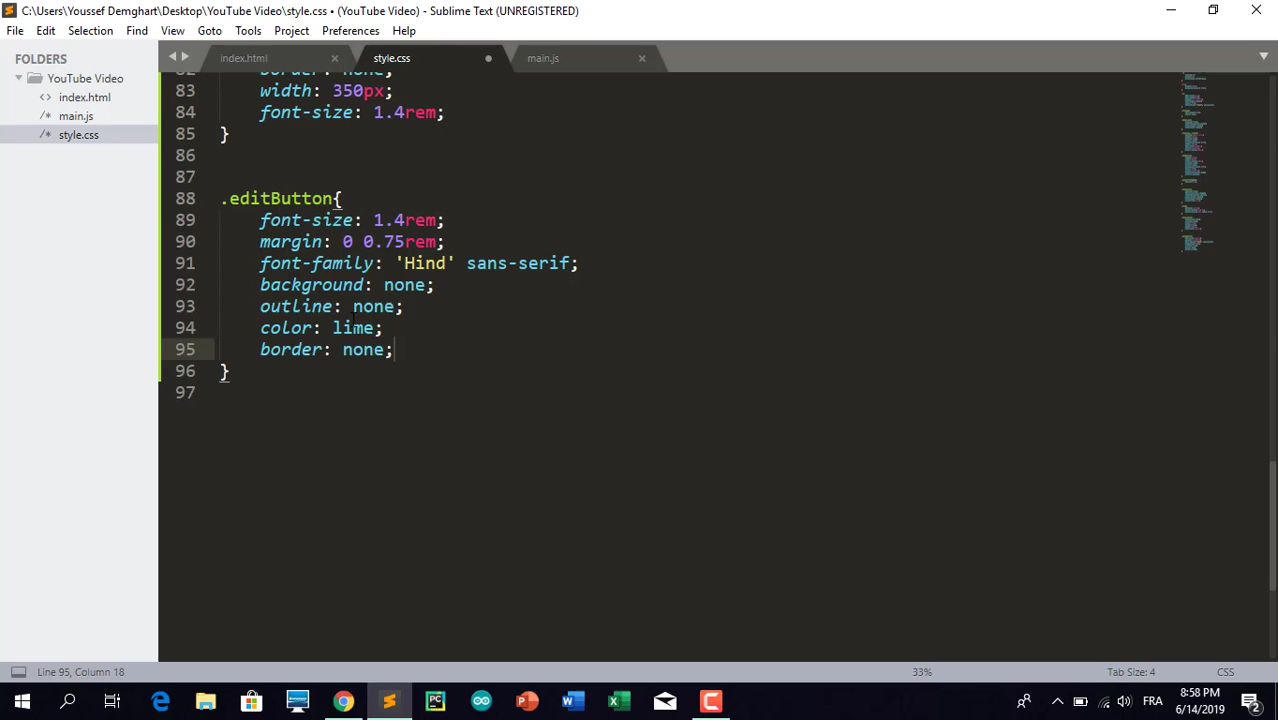 C:\Users\Youssef Demghart\Desktop\YouTube Video\style.css • (YouTube Video) - Sublime Text (UNREGISTERED)
File Edit Selection Find View Goto Tools Project Preferences Help
FOLDERS
YouTube Video
<> index.html
/* main.js
/* style.css
index.html
style.css
main.js
82 border: none;
83 width: 350px;
84 font-size: 1.4rem;
85 }
86
87
88 .editButton{
89 font-size: 1.4rem;
90 margin: 0 0.75rem;
91 font-family: 'Hind' sans-serif;
92 background: none;
93 outline: none;
94 color: lime;
95 border: none;
96 }
97
Line 95, Column 18
33%
Tab Size: 4
CSS
FRA
8:58 PM
6/14/2019
2